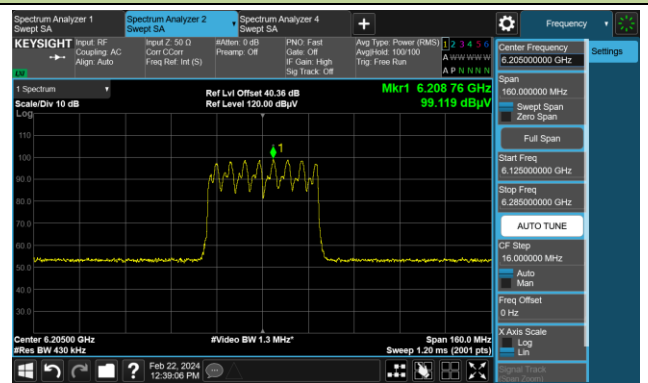 Spectrum Analyzer 1
Swept SA
Spectrum Analyzer 2
Swept SA
Spectrum Analyzer 4
Swept SA
Frequency
KEYSIGHT
Input: RF
Coupling: AC
Align: Auto
Input Z: 50 Ω
Corr CCorr
Freq Ref: Int (S)
#Atten: 0 dB
Preamp: Off
PNO: Fast
Gate: Off
IF Gain: High
Sig Track: Off
Avg Type: Power (RMS)
Avg|Hold: 100/100
Trig: Free Run
1 2 3 4 5 6
A W W W W W
A P N N N N
LXI
1 Spectrum
Scale/Div 10 dB
Log
Ref Lvl Offset 40.36 dB
Ref Level 120.00 dBµV
Mkr1 6.208 76 GHz
99.119 dBµV
1
110
100
90.0
80.0
70.0
60.0
50.0
40.0
30.0
Center 6.20500 GHz
#Res BW 430 kHz
#Video BW 1.3 MHz*
Span 160.0 MHz
Sweep 1.20 ms (2001 pts)
Feb 22, 2024
12:39:06 PM
Center Frequency
6.205000000 GHz
Span
160.000000 MHz
Swept Span
Zero Span
Full Span
Start Freq
6.125000000 GHz
Stop Freq
6.285000000 GHz
AUTO TUNE
CF Step
16.000000 MHz
Auto
Man
Freq Offset
0 Hz
X Axis Scale
Log
Lin
Signal Track
(Span Zoom)
Settings